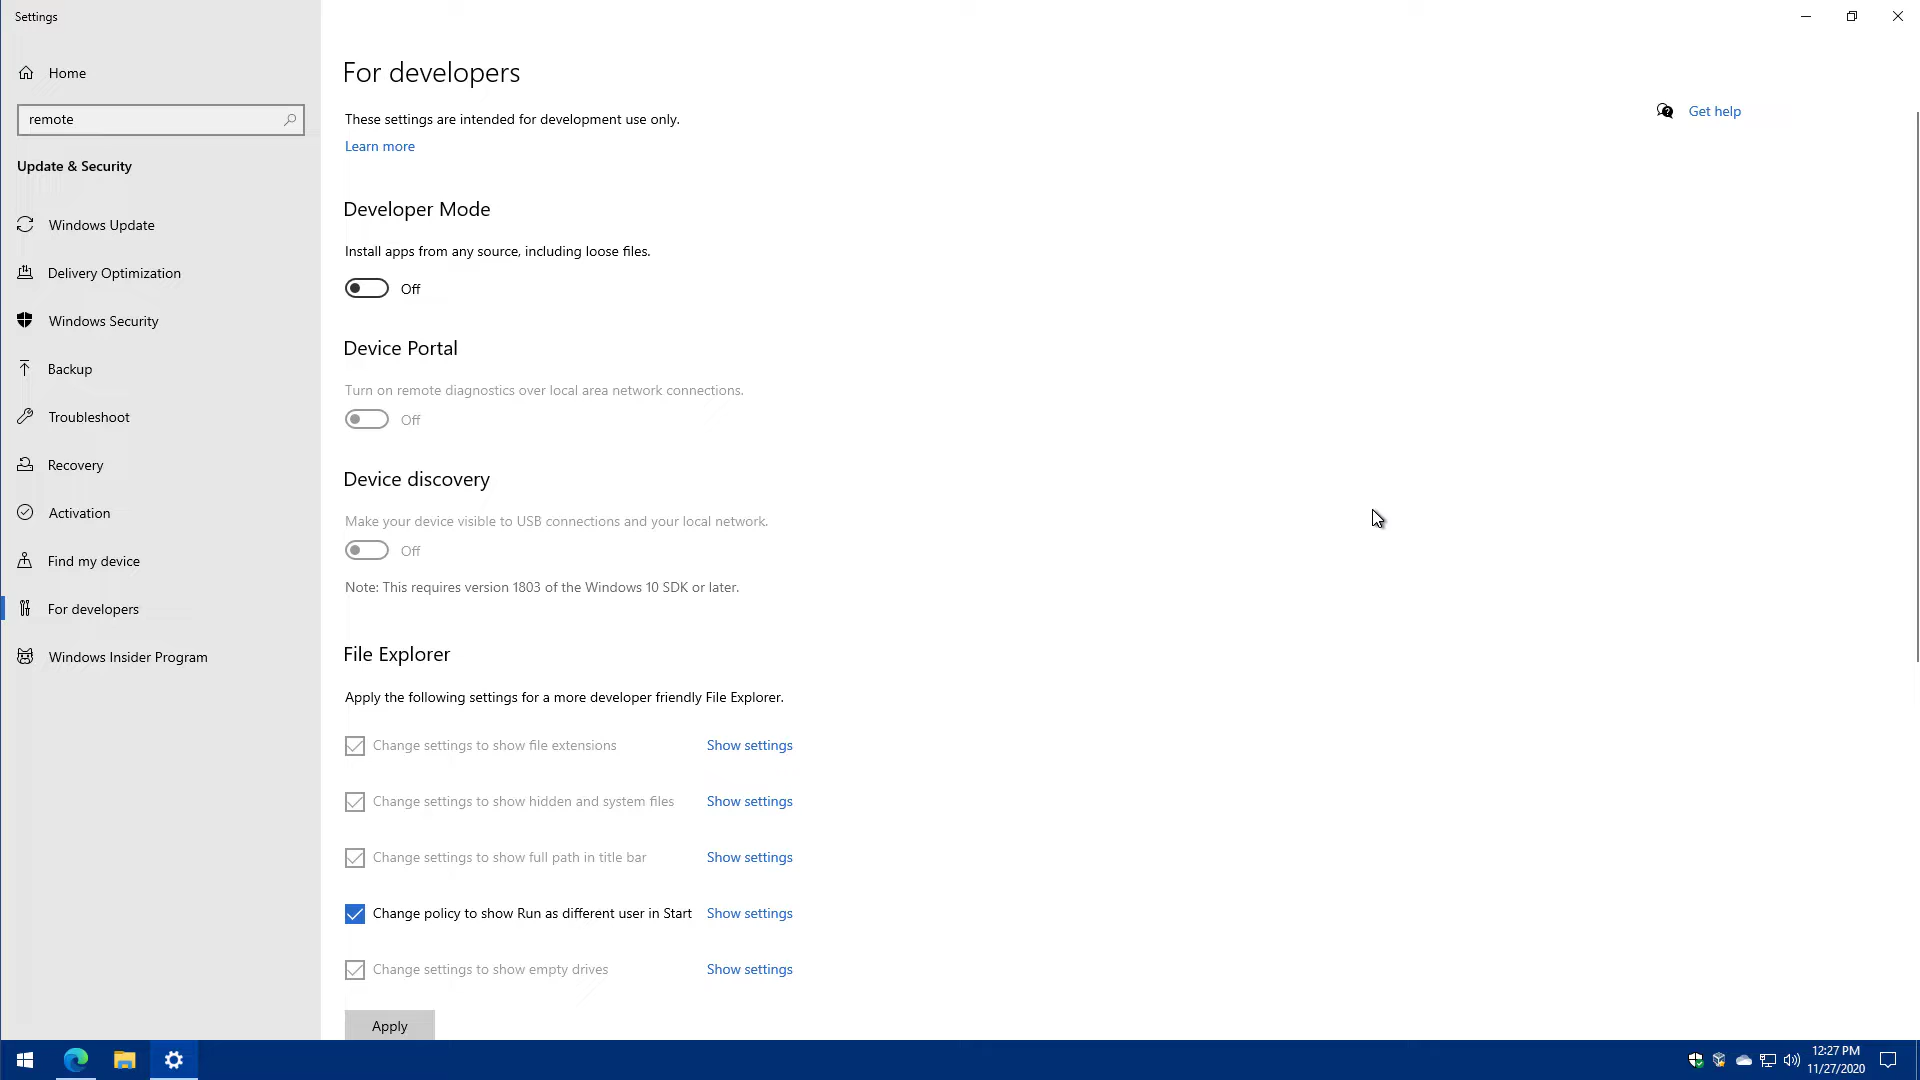 Settings
Home
remote
Update & Security
Windows Update
Delivery Optimization
Windows Security
Backup
Troubleshoot
Recovery
Activation
Find my device
For developers
Windows Insider Program
For developers
These settings are intended for development use only.
Learn more
Get help
Developer Mode
Install apps from any source, including loose files.
Off
Device Portal
Turn on remote diagnostics over local area network connections.
Off
Device discovery
Make your device visible to USB connections and your local network.
Off
Note: This requires version 1803 of the Windows 10 SDK or later.
File Explorer
Apply the following settings for a more developer friendly File Explorer.
Change settings to show file extensions Show settings
Change settings to show hidden and system files Show settings
Change settings to show full path in title bar Show settings
Change policy to show Run as different user in Start Show settings
Change settings to show empty drives Show settings
Apply
12:27 PM
11/27/2020